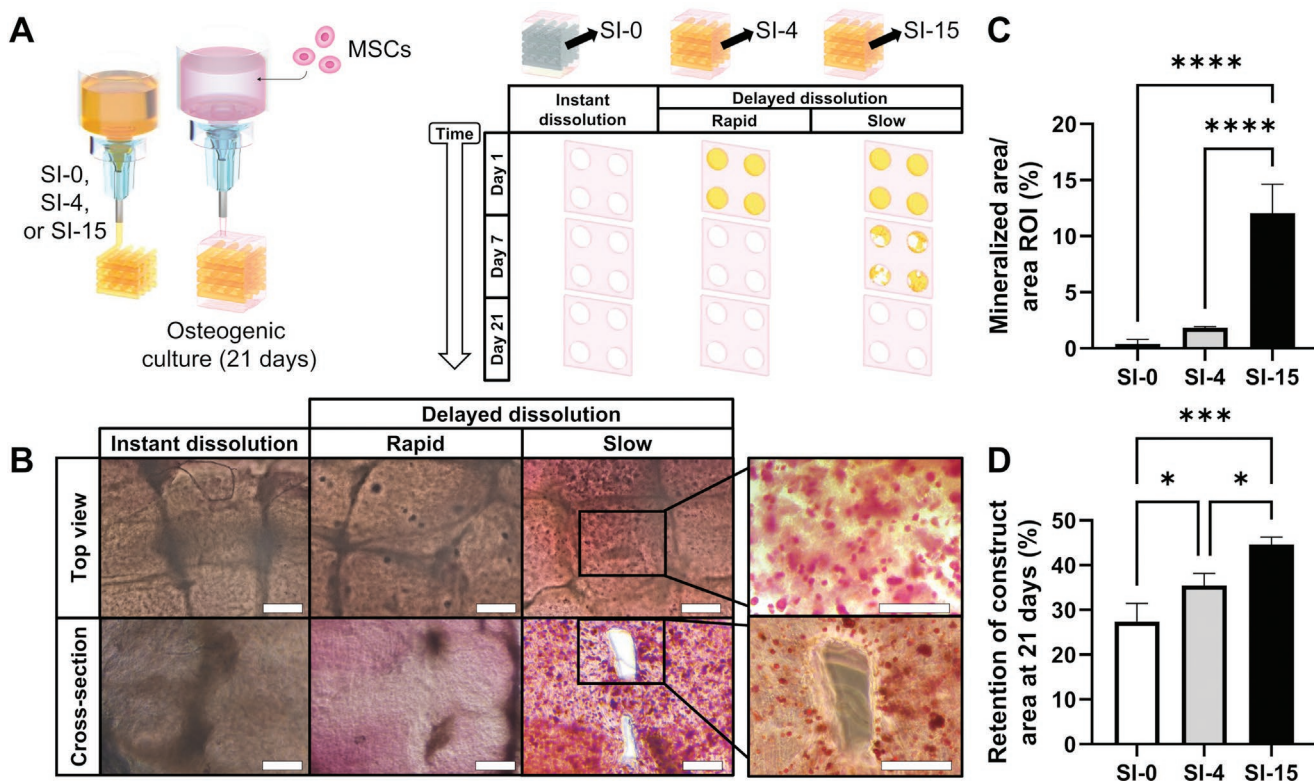 A
MSCs
SI-0,
SI-4,
or SI-15
Osteogenic
culture (21 days)
SI-0
SI-4
SI-15
Instant
dissolution
Delayed dissolution
Rapid
Slow
Time
Day 1
Day 7
Day 21
B
Delayed dissolution
Instant dissolution
Rapid
Slow
Top view
Cross-section
C
****
****
Mineralized area/
area ROI (%)
20
15
10
5
0
SI-0
SI-4
SI-15
D
***
*
*
Retention of construct
area at 21 days (%)
50
40
30
20
10
0
SI-0
SI-4
SI-15